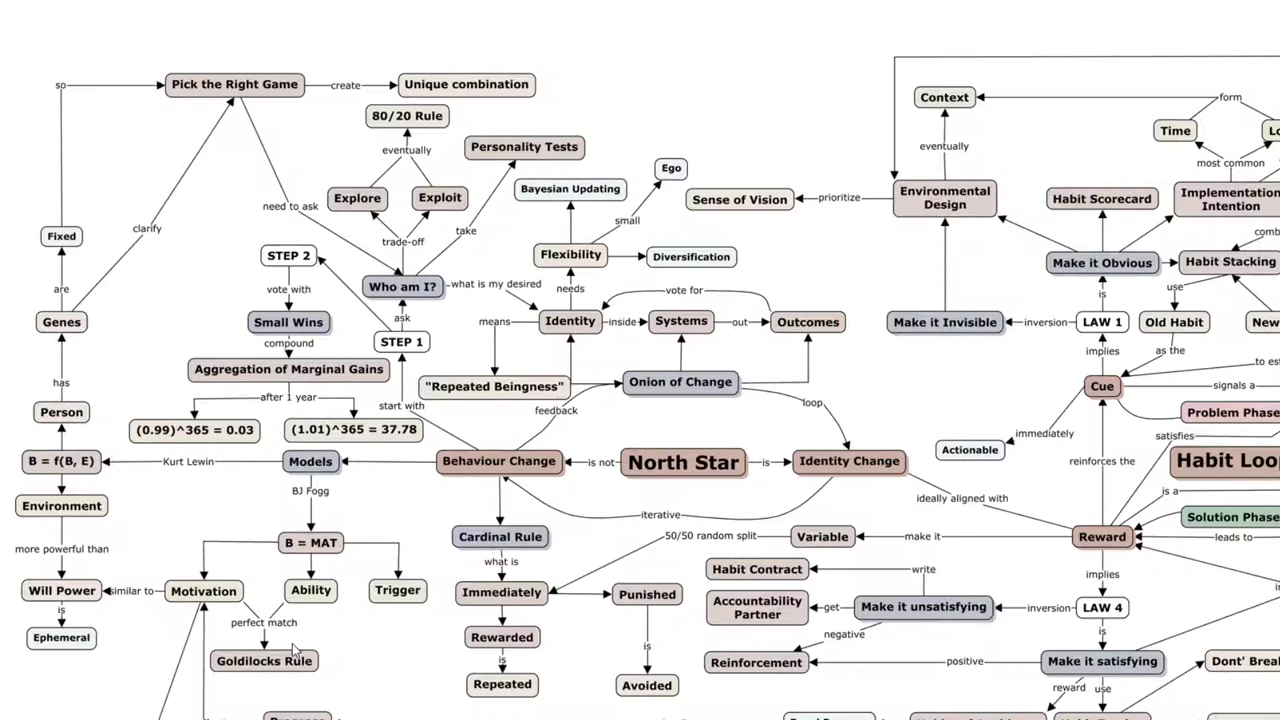 so
Pick the Right Game
create
Unique combination
80/20 Rule
eventually
Personality Tests
Explore
Exploit
need to ask
trade-off
take
clarify
Fixed
are
Genes
has
Person
STEP 2
vote with
Small Wins
compound
Aggregation of Marginal Gains
after 1 year
(0.99)^365 = 0.03
(1.01)^365 = 37.78
Who am I?
ask
STEP 1
start with
what is my desired
Ego
Bayesian Updating
small
Flexibility
Diversification
needs
vote for
means
Identity
inside
Systems
out
Outcomes
"Repeated Beingness"
Onion of Change
feedback
loop
Sense of Vision
prioritize
Environmental
Design
eventually
Context
form
Time
most common
Habit Scorecard
Implementation
Intention
Make it Obvious
Habit Stacking
use
is
Make it Invisible
inversion
LAW 1
Old Habit
implies
as the
Cue
signals a
immediately
Actionable
Problem Phase
satisfies
reinforces the
is a
Solution Phase
leads to
B = f(B, E)
Kurt Lewin
Models
Behaviour Change
is not
North Star
is
Identity Change
ideally aligned with
iterative
Environment
more powerful than
Will Power
similar to
is
Ephemeral
BJ Fogg
B = MAT
Motivation
Ability
Trigger
perfect match
Goldilocks Rule
Cardinal Rule
what is
Immediately
Rewarded
is
Repeated
Punished
is
Avoided
50/50 random split
Variable
make it
Reward
Habit Contract
write
Accountability
Partner
get
Make it unsatisfying
inversion
implies
LAW 4
is
negative
Reinforcement
positive
Make it satisfying
reward
use